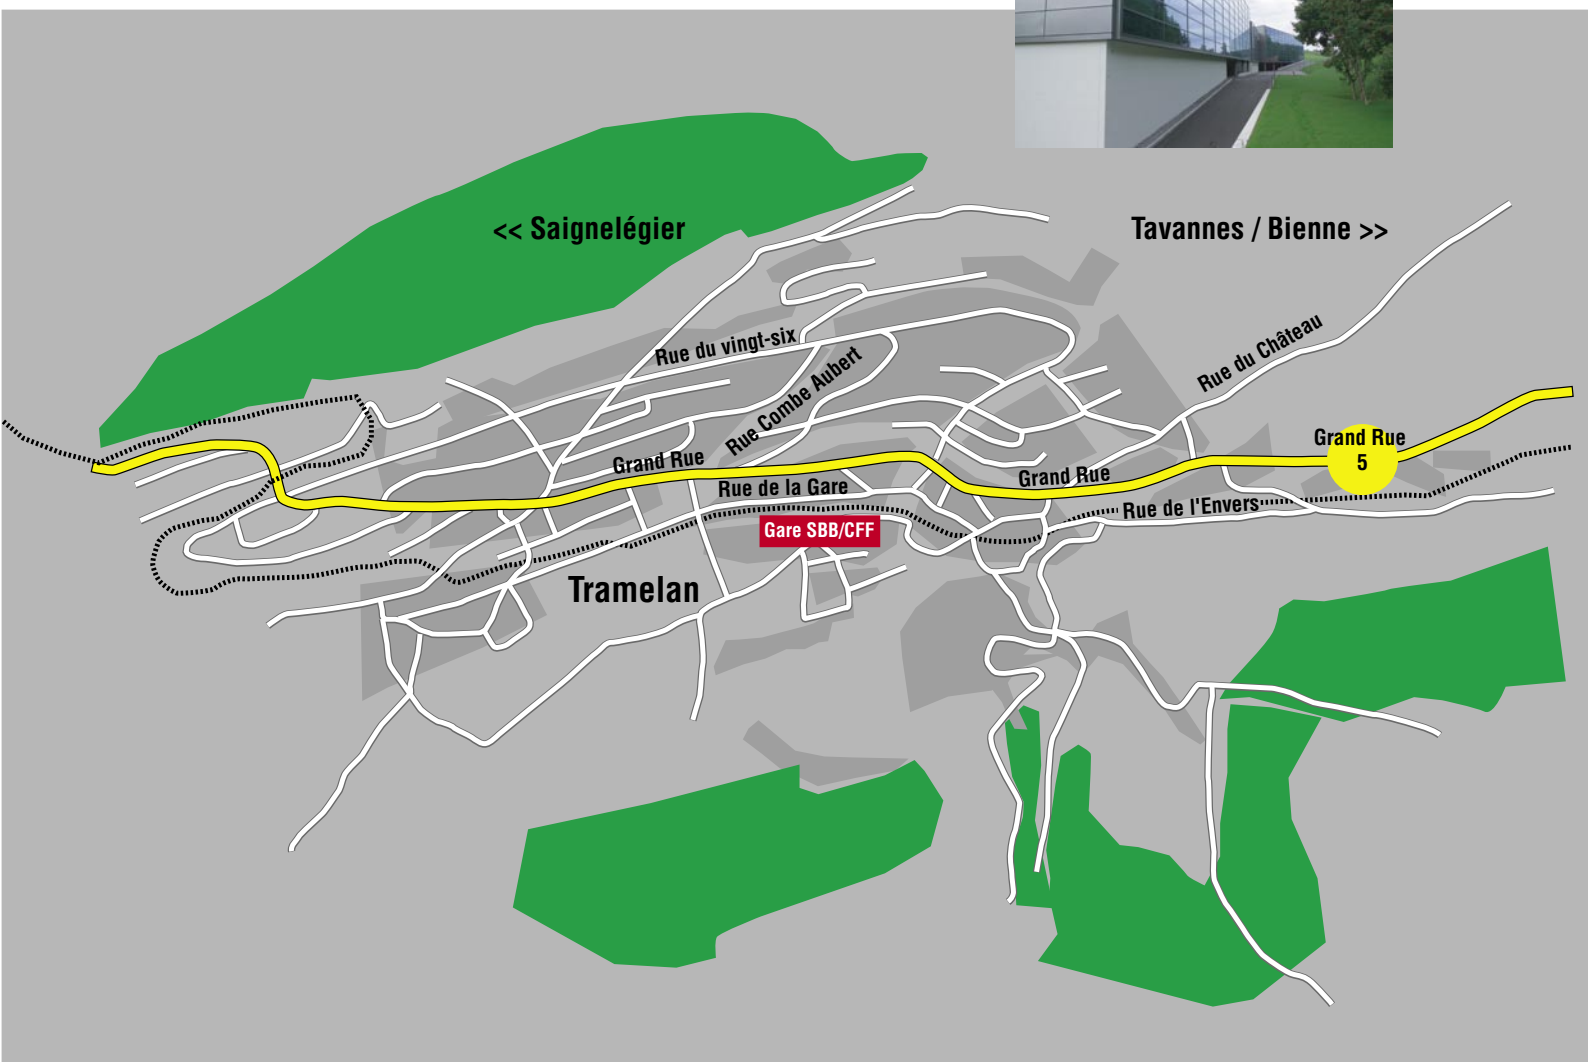 << Saignelégier
Tavannes / Bienne >>
Rue du vingt-six
Rue Combe Aubert
Rue du Château
Grand Rue
5
Grand Rue
Grand Rue
Rue de la Gare
Rue de l'Envers
Gare SBB/CFF
Tramelan